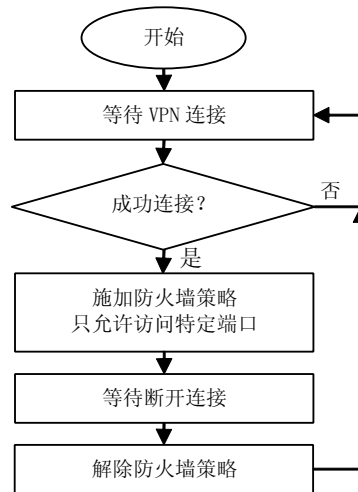 开始
等待 VPN 连接
成功连接？
否
是
施加防火墙策略
只允许访问特定端口
等待断开连接
解除防火墙策略